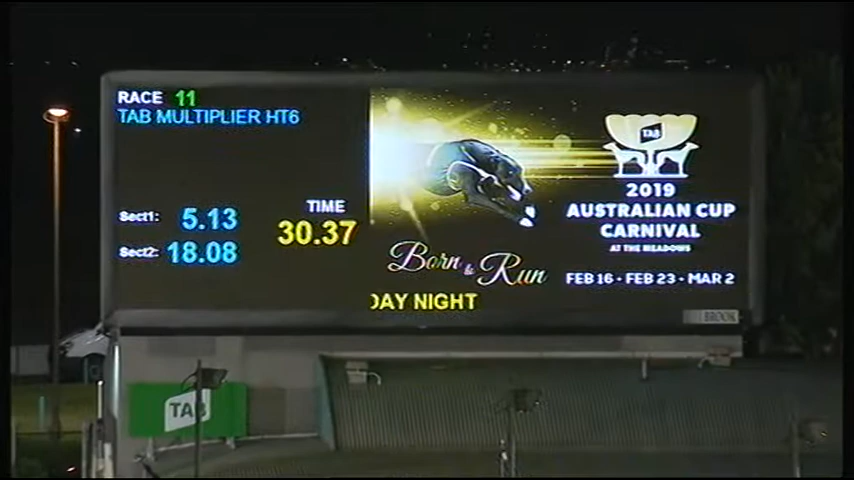 RACE 11
TAB MULTIPLIER HT6
Sect1: 5.13
Sect2: 18.08
TIME
30.37
Born to Run
DAY NIGHT
TAB
2019
AUSTRALIAN CUP
CARNIVAL
AT THE MEADOWS
FEB 16 - FEB 23 - MAR 2
BROOK
TAB